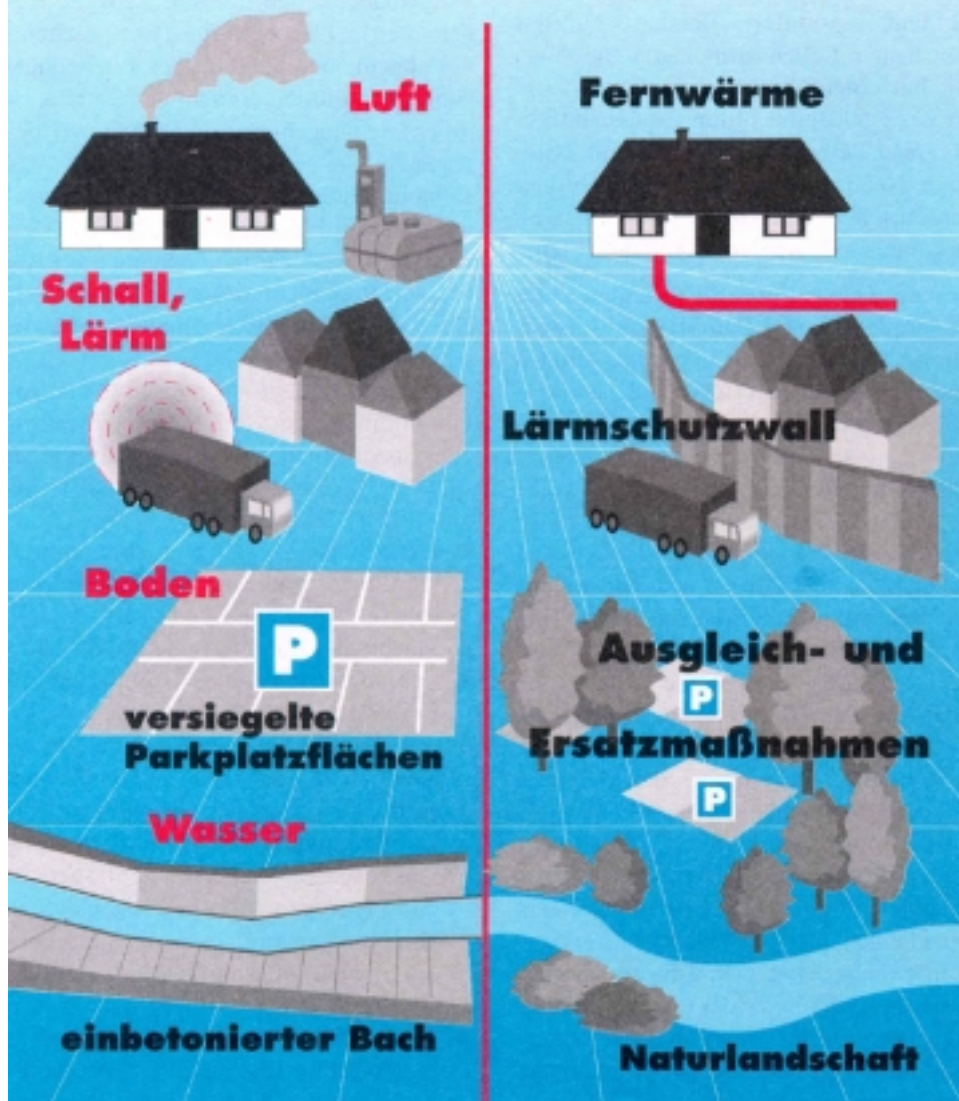 Luft
Fernwärme
Schall,
Lärm
Lärmschutzwall
Boden
P
versiegelte
Parkplatzflächen
Ausgleich- und
P
Ersatzmaßnahmen
P
Wasser
einbetonierter Bach
Naturlandschaft